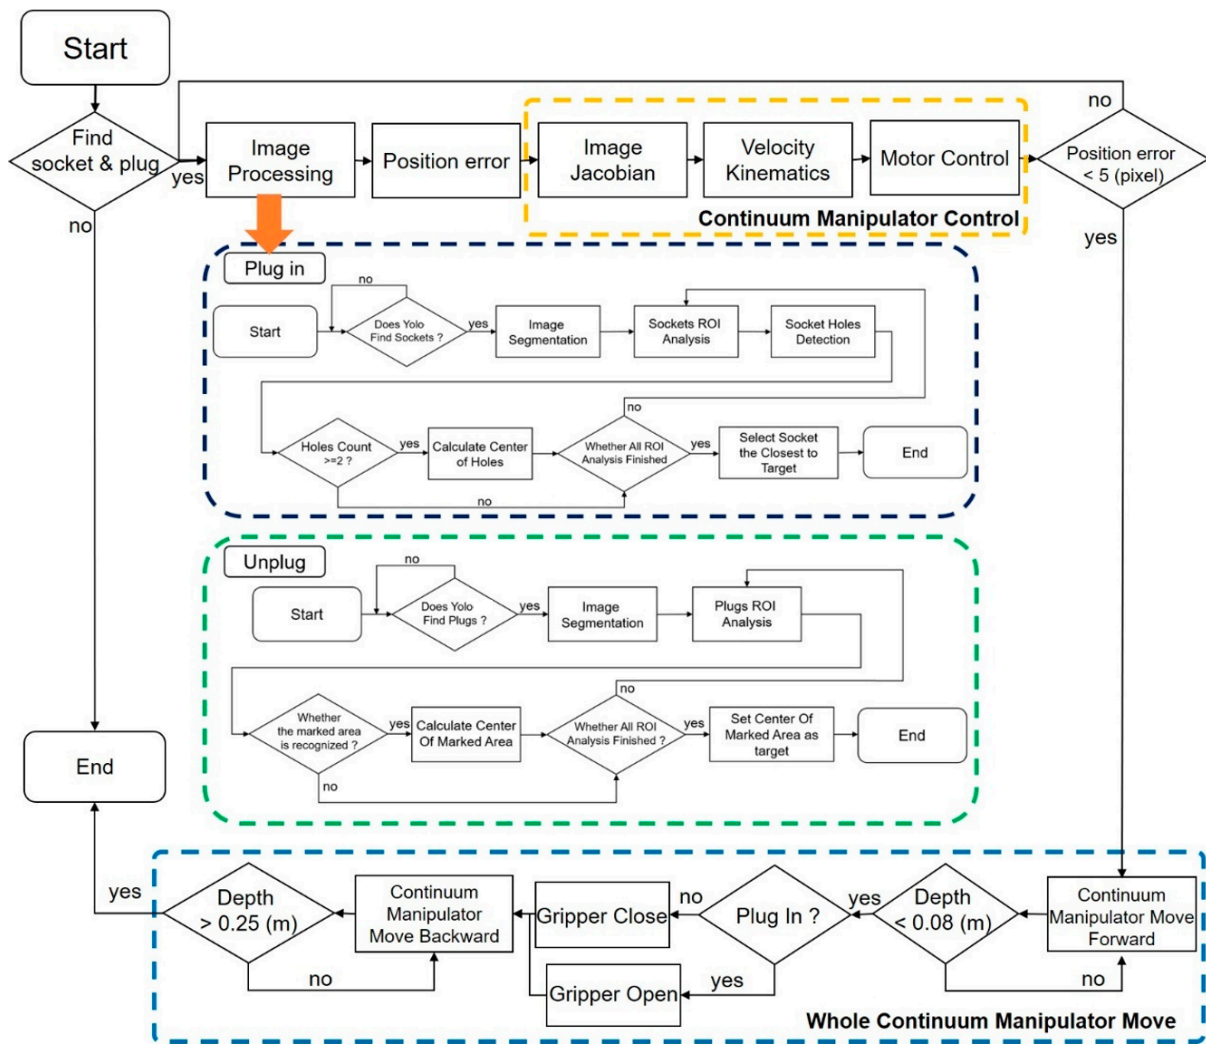 Start
Find
socket & plug
yes
no
Image
Processing
Position error
Image
Jacobian
Velocity
Kinematics
Motor Control
Continuum Manipulator Control
no
Position error
< 5 (pixel)
yes
Plug in
Start
no
Does Yolo
Find Sockets ?
yes
Image
Segmentation
Sockets ROI
Analysis
Socket Holes
Detection
Holes Count
>=2 ?
yes
no
Calculate Center
of Holes
no
Whether All ROI
Analysis Finished
yes
Select Socket
the Closest to
Target
End
Unplug
Start
no
Does Yolo
Find Plugs ?
yes
Image
Segmentation
Plugs ROI
Analysis
Whether
the marked area
is recognized ?
yes
no
Calculate Center
Of Marked Area
no
Whether All ROI
Analysis Finished ?
yes
Set Center Of
Marked Area as
target
End
End
yes
Depth
> 0.25 (m)
no
Continuum
Manipulator
Move Backward
Gripper Close
Gripper Open
no
Plug In ?
yes
yes
Depth
< 0.08 (m)
no
Continuum
Manipulator Move
Forward
Whole Continuum Manipulator Move